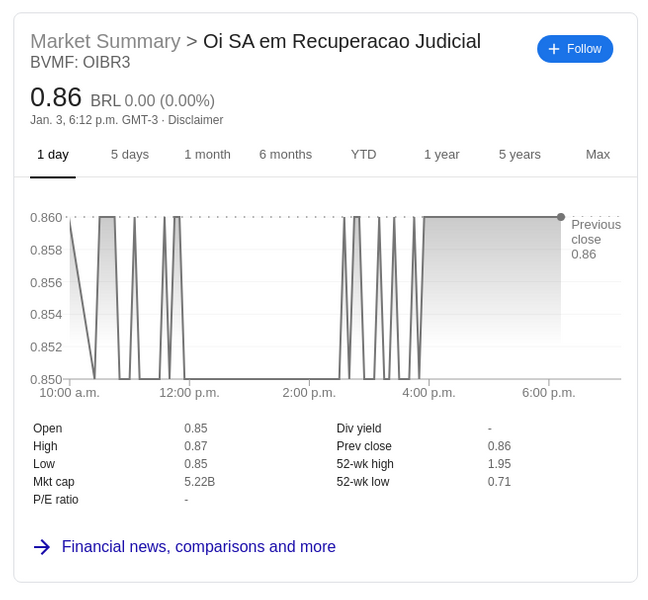 Market Summary > Oi SA em Recuperacao Judicial
BVMF: OIBR3
+ Follow
0.86 BRL 0.00 (0.00%)
Jan. 3, 6:12 p.m. GMT-3 · Disclaimer
1 day 5 days 1 month 6 months YTD 1 year 5 years Max
0.860
0.858
0.856
0.854
0.852
0.850
Previous
close
0.86
10:00 a.m. 12:00 p.m. 2:00 p.m. 4:00 p.m. 6:00 p.m.
Open 0.85 Div yield -
High 0.87 Prev close 0.86
Low 0.85 52-wk high 1.95
Mkt cap 5.22B 52-wk low 0.71
P/E ratio -
Financial news, comparisons and more